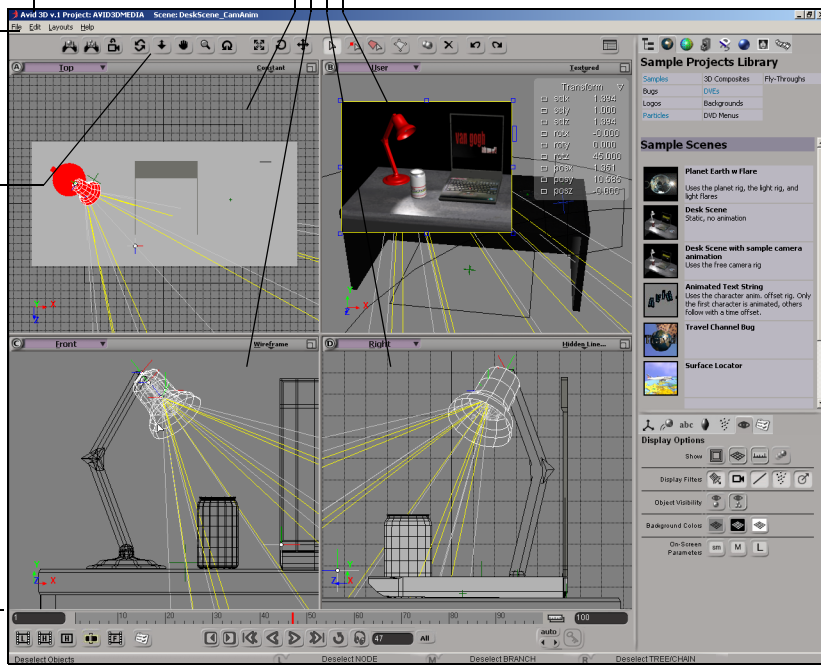 Avid 3D v.1 Project: AVID3DMEDIA Scene: DeskScene_CamAnim
File Edit Layouts Help
A Top Constant
B User Textured
Transform
sclx 1.994
scly 1.000
sclz 1.994
rotx -0.000
roty 0.000
rotz 45.000
posx 1.951
posy 16.585
posz -0.000
van gogh
X
Z
X
Z
C Front Wireframe
D Right Hidden Line...
Y
Z X
Y
Z X
Sample Projects Library
Samples 3D Composites Fly-Throughs
Bugs DVEs
Logos Backgrounds
Particles DVD Menus
Sample Scenes
Planet Earth w Flare
Uses the planet rig, the light rig, and
light flares
Desk Scene
Static, no animation
Desk Scene with sample camera
animation
Uses the free camera rig
Animated Text String
Uses the character anim. offset rig. Only
the first character is animated, others
follow with a time offset.
Travel Channel Bug
Surface Locator
abc
Display Options
Show
Display Filters
Object Visibility
Background Colors
On-Screen
Parameters
sm M L
1 10 20 30 40 50 60 70 80 90 100
L H H F 47 All auto
Deselect Objects L Deselect NODE M Deselect BRANCH R Deselect TREE/CHAIN